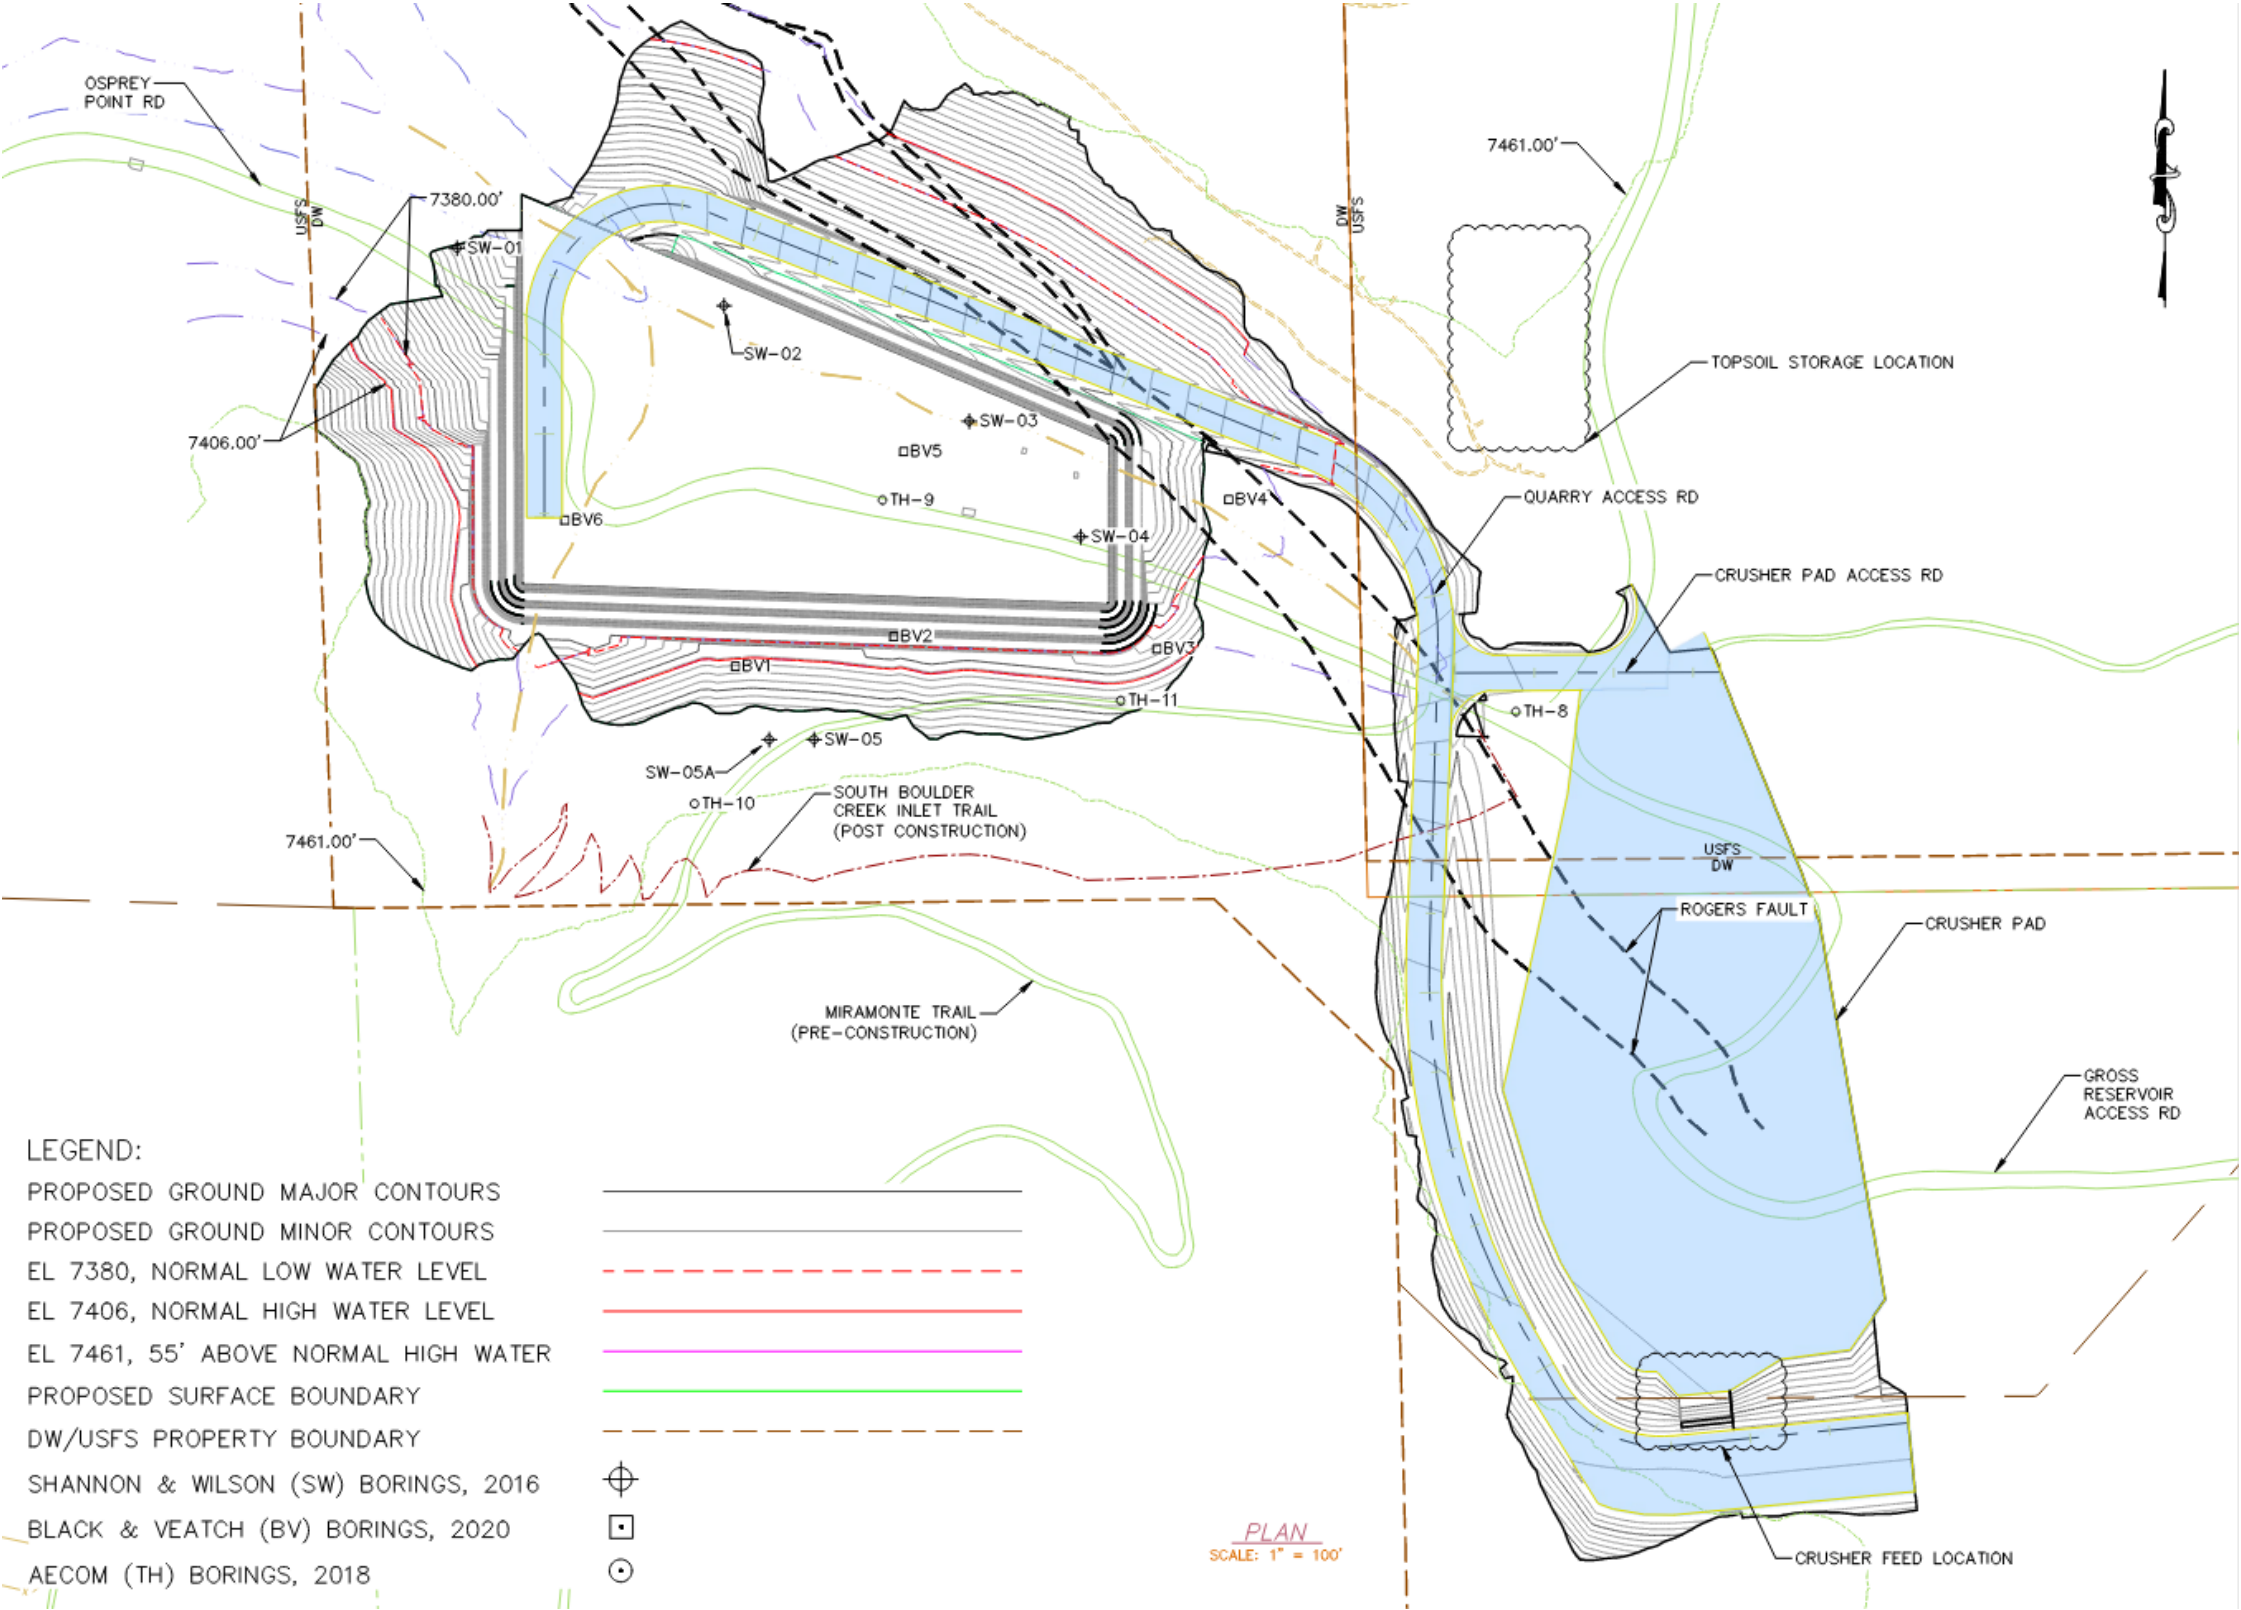 OSPREY
POINT RD
7461.00'
7380.00'
USFS
DW
DW
USFS
SW-01
SW-02
TOPSOIL STORAGE LOCATION
7406.00'
SW-03
BV5
TH-9
BV4
QUARRY ACCESS RD
BV6
SW-04
CRUSHER PAD ACCESS RD
BV2
BV3
BV1
TH-11
TH-8
SW-05
SW-05A
SOUTH BOULDER
CREEK INLET TRAIL
(POST CONSTRUCTION)
TH-10
7461.00'
USFS
DW
ROGERS FAULT
CRUSHER PAD
MIRAMONTE TRAIL
(PRE-CONSTRUCTION)
GROSS
RESERVOIR
ACCESS RD
LEGEND:
PROPOSED GROUND MAJOR CONTOURS
PROPOSED GROUND MINOR CONTOURS
EL 7380, NORMAL LOW WATER LEVEL
EL 7406, NORMAL HIGH WATER LEVEL
EL 7461, 55' ABOVE NORMAL HIGH WATER
PROPOSED SURFACE BOUNDARY
DW/USFS PROPERTY BOUNDARY
SHANNON & WILSON (SW) BORINGS, 2016
BLACK & VEATCH (BV) BORINGS, 2020
AECOM (TH) BORINGS, 2018
PLAN
SCALE: 1" = 100'
CRUSHER FEED LOCATION